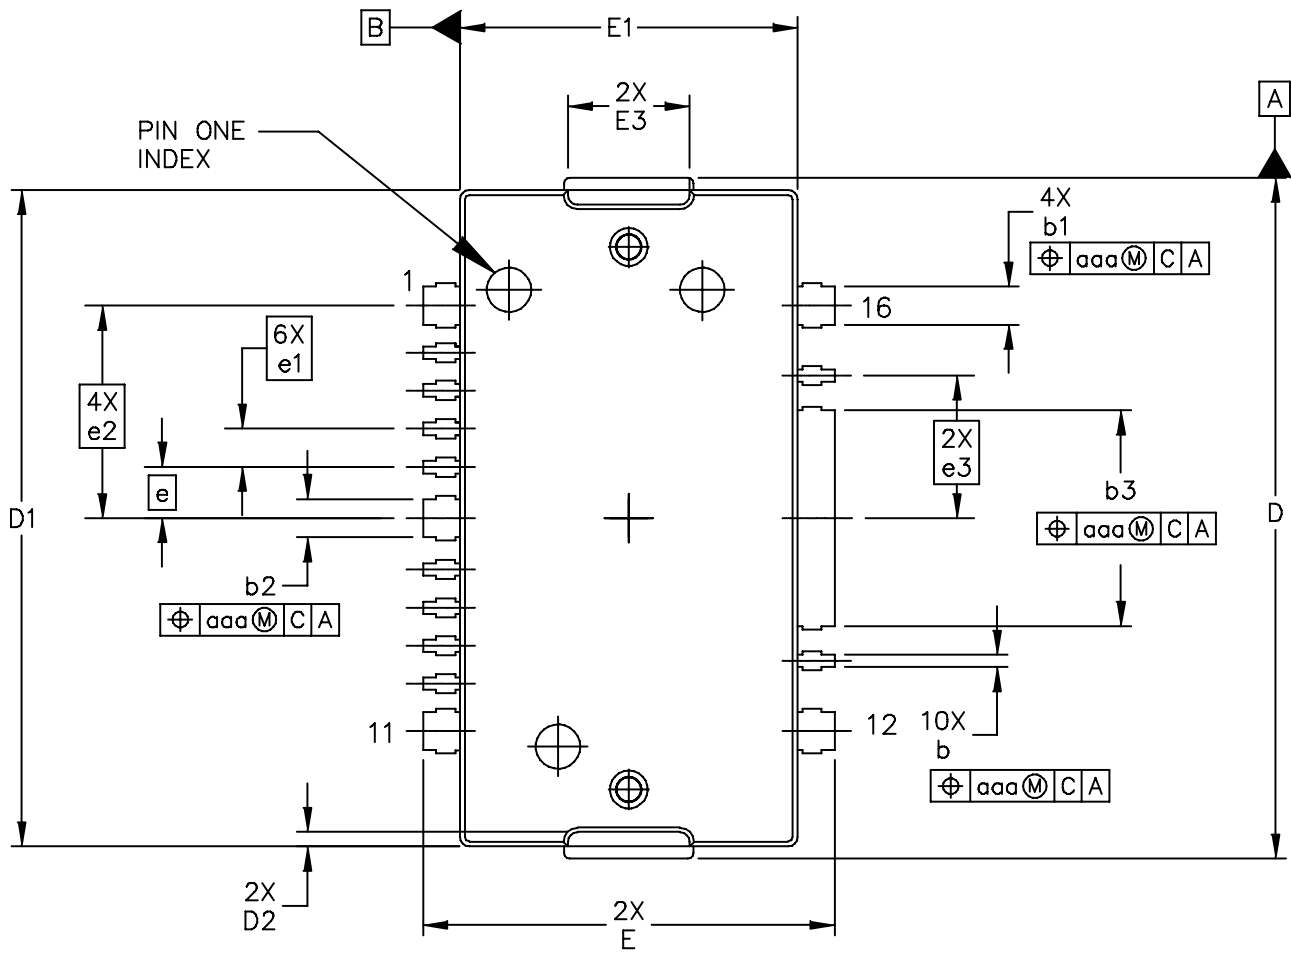 B
E1
2X
E3
A
PIN ONE
INDEX
4X
b1
⌖ aaa Ⓜ C A
1
16
6X
e1
4X
e2
2X
e3
e
b3
D1
D
⌖ aaa Ⓜ C A
b2
⌖ aaa Ⓜ C A
11
12
10X
b
⌖ aaa Ⓜ C A
2X
D2
2X
E